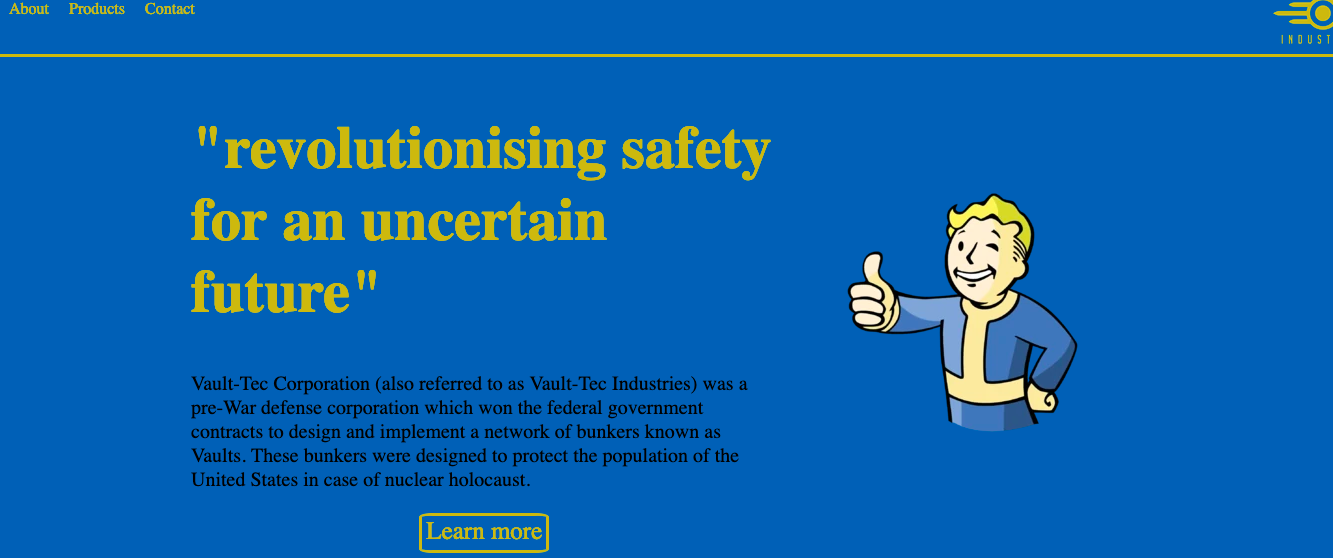 About Products Contact
INDUST
"revolutionising safety
for an uncertain
future"
Vault-Tec Corporation (also referred to as Vault-Tec Industries) was a
pre-War defense corporation which won the federal government
contracts to design and implement a network of bunkers known as
Vaults. These bunkers were designed to protect the population of the
United States in case of nuclear holocaust.
Learn more